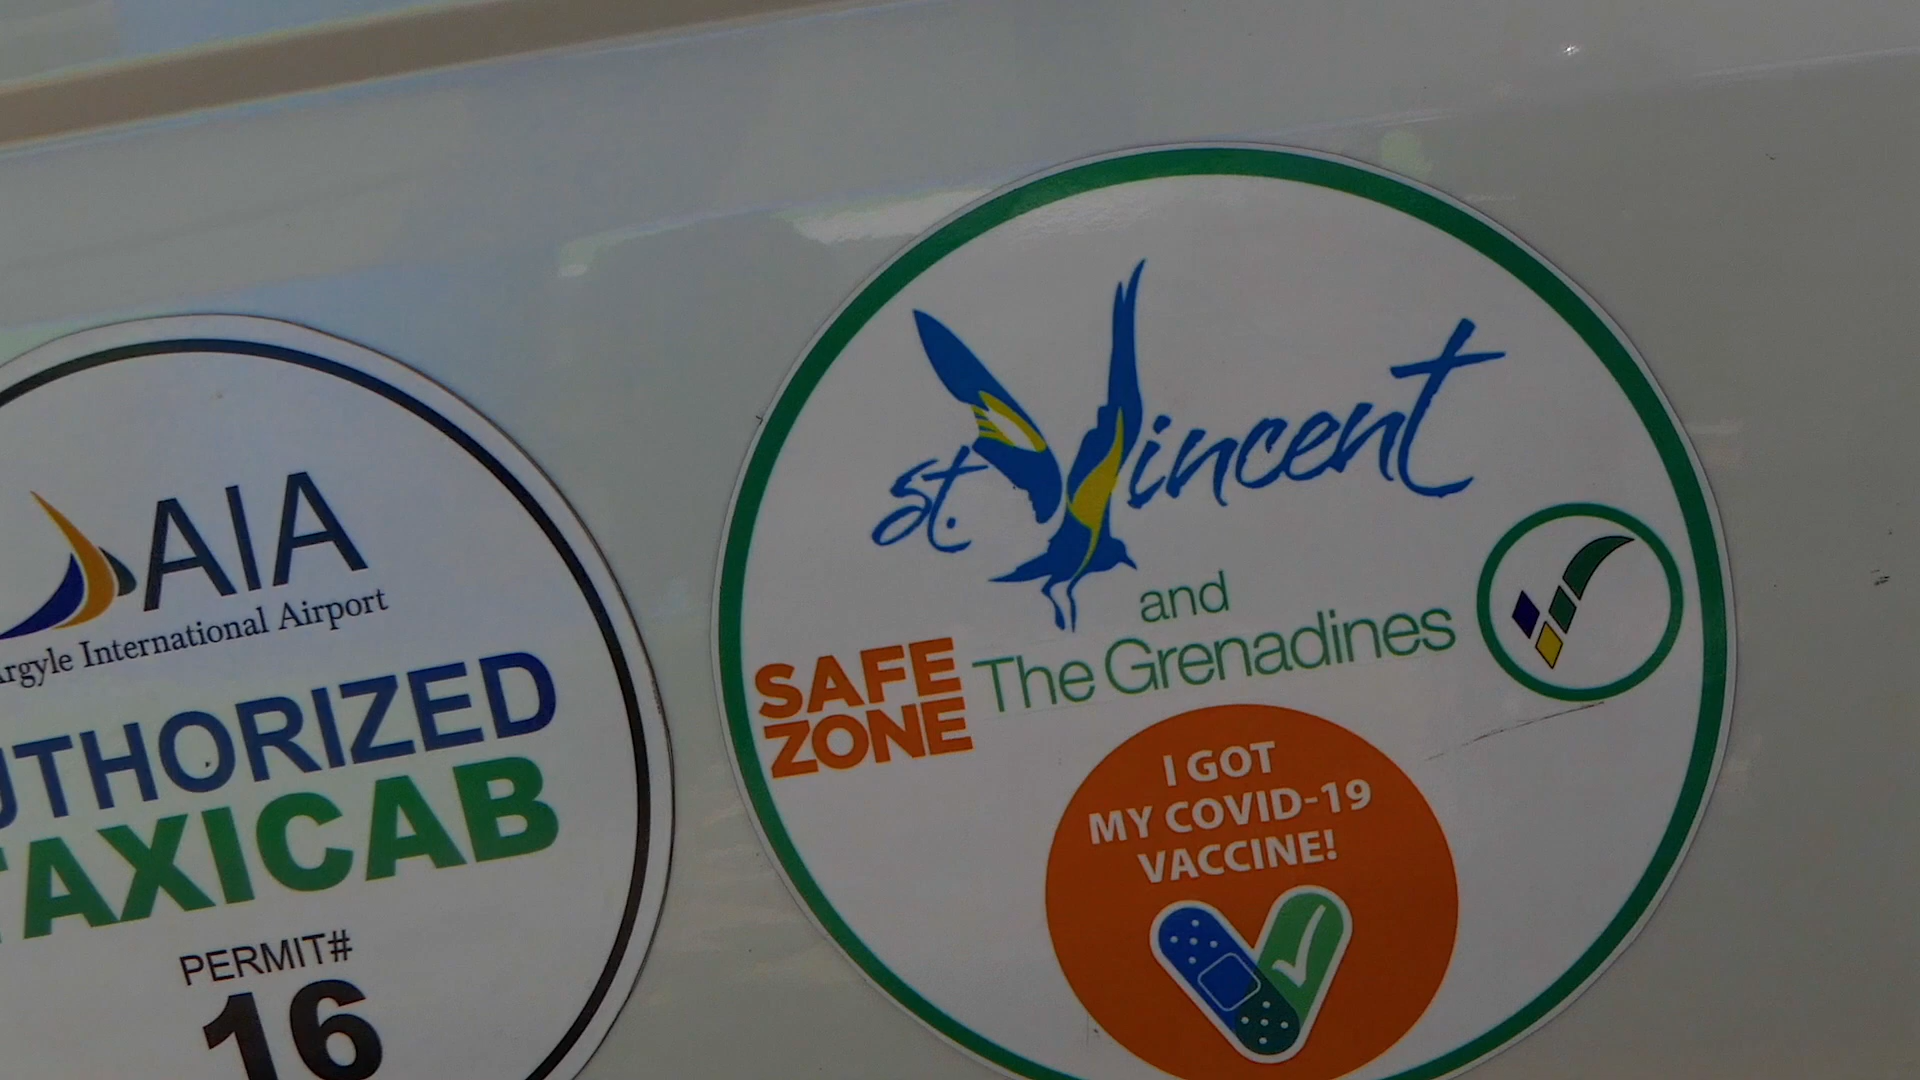 AIA
Argyle International Airport
AUTHORIZED
TAXICAB
PERMIT#
16
st. Vincent
and
The Grenadines
SAFE
ZONE
I GOT
MY COVID-19
VACCINE!